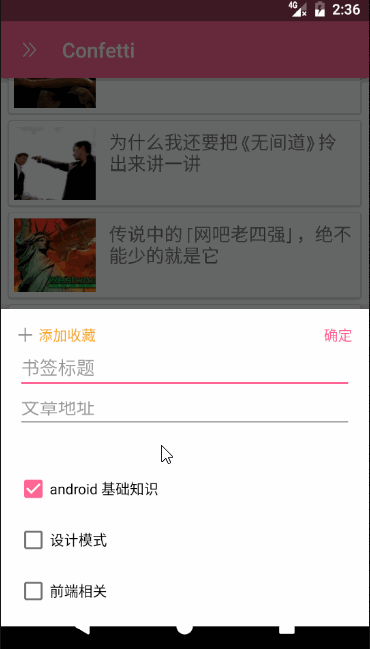 4G 2:36
Confetti
为什么我还要把《无间道》拎
出来讲一讲
传说中的「网吧老四强」，绝不
能少的就是它
添加收藏 确定
书签标题
文章地址
android 基础知识
设计模式
前端相关